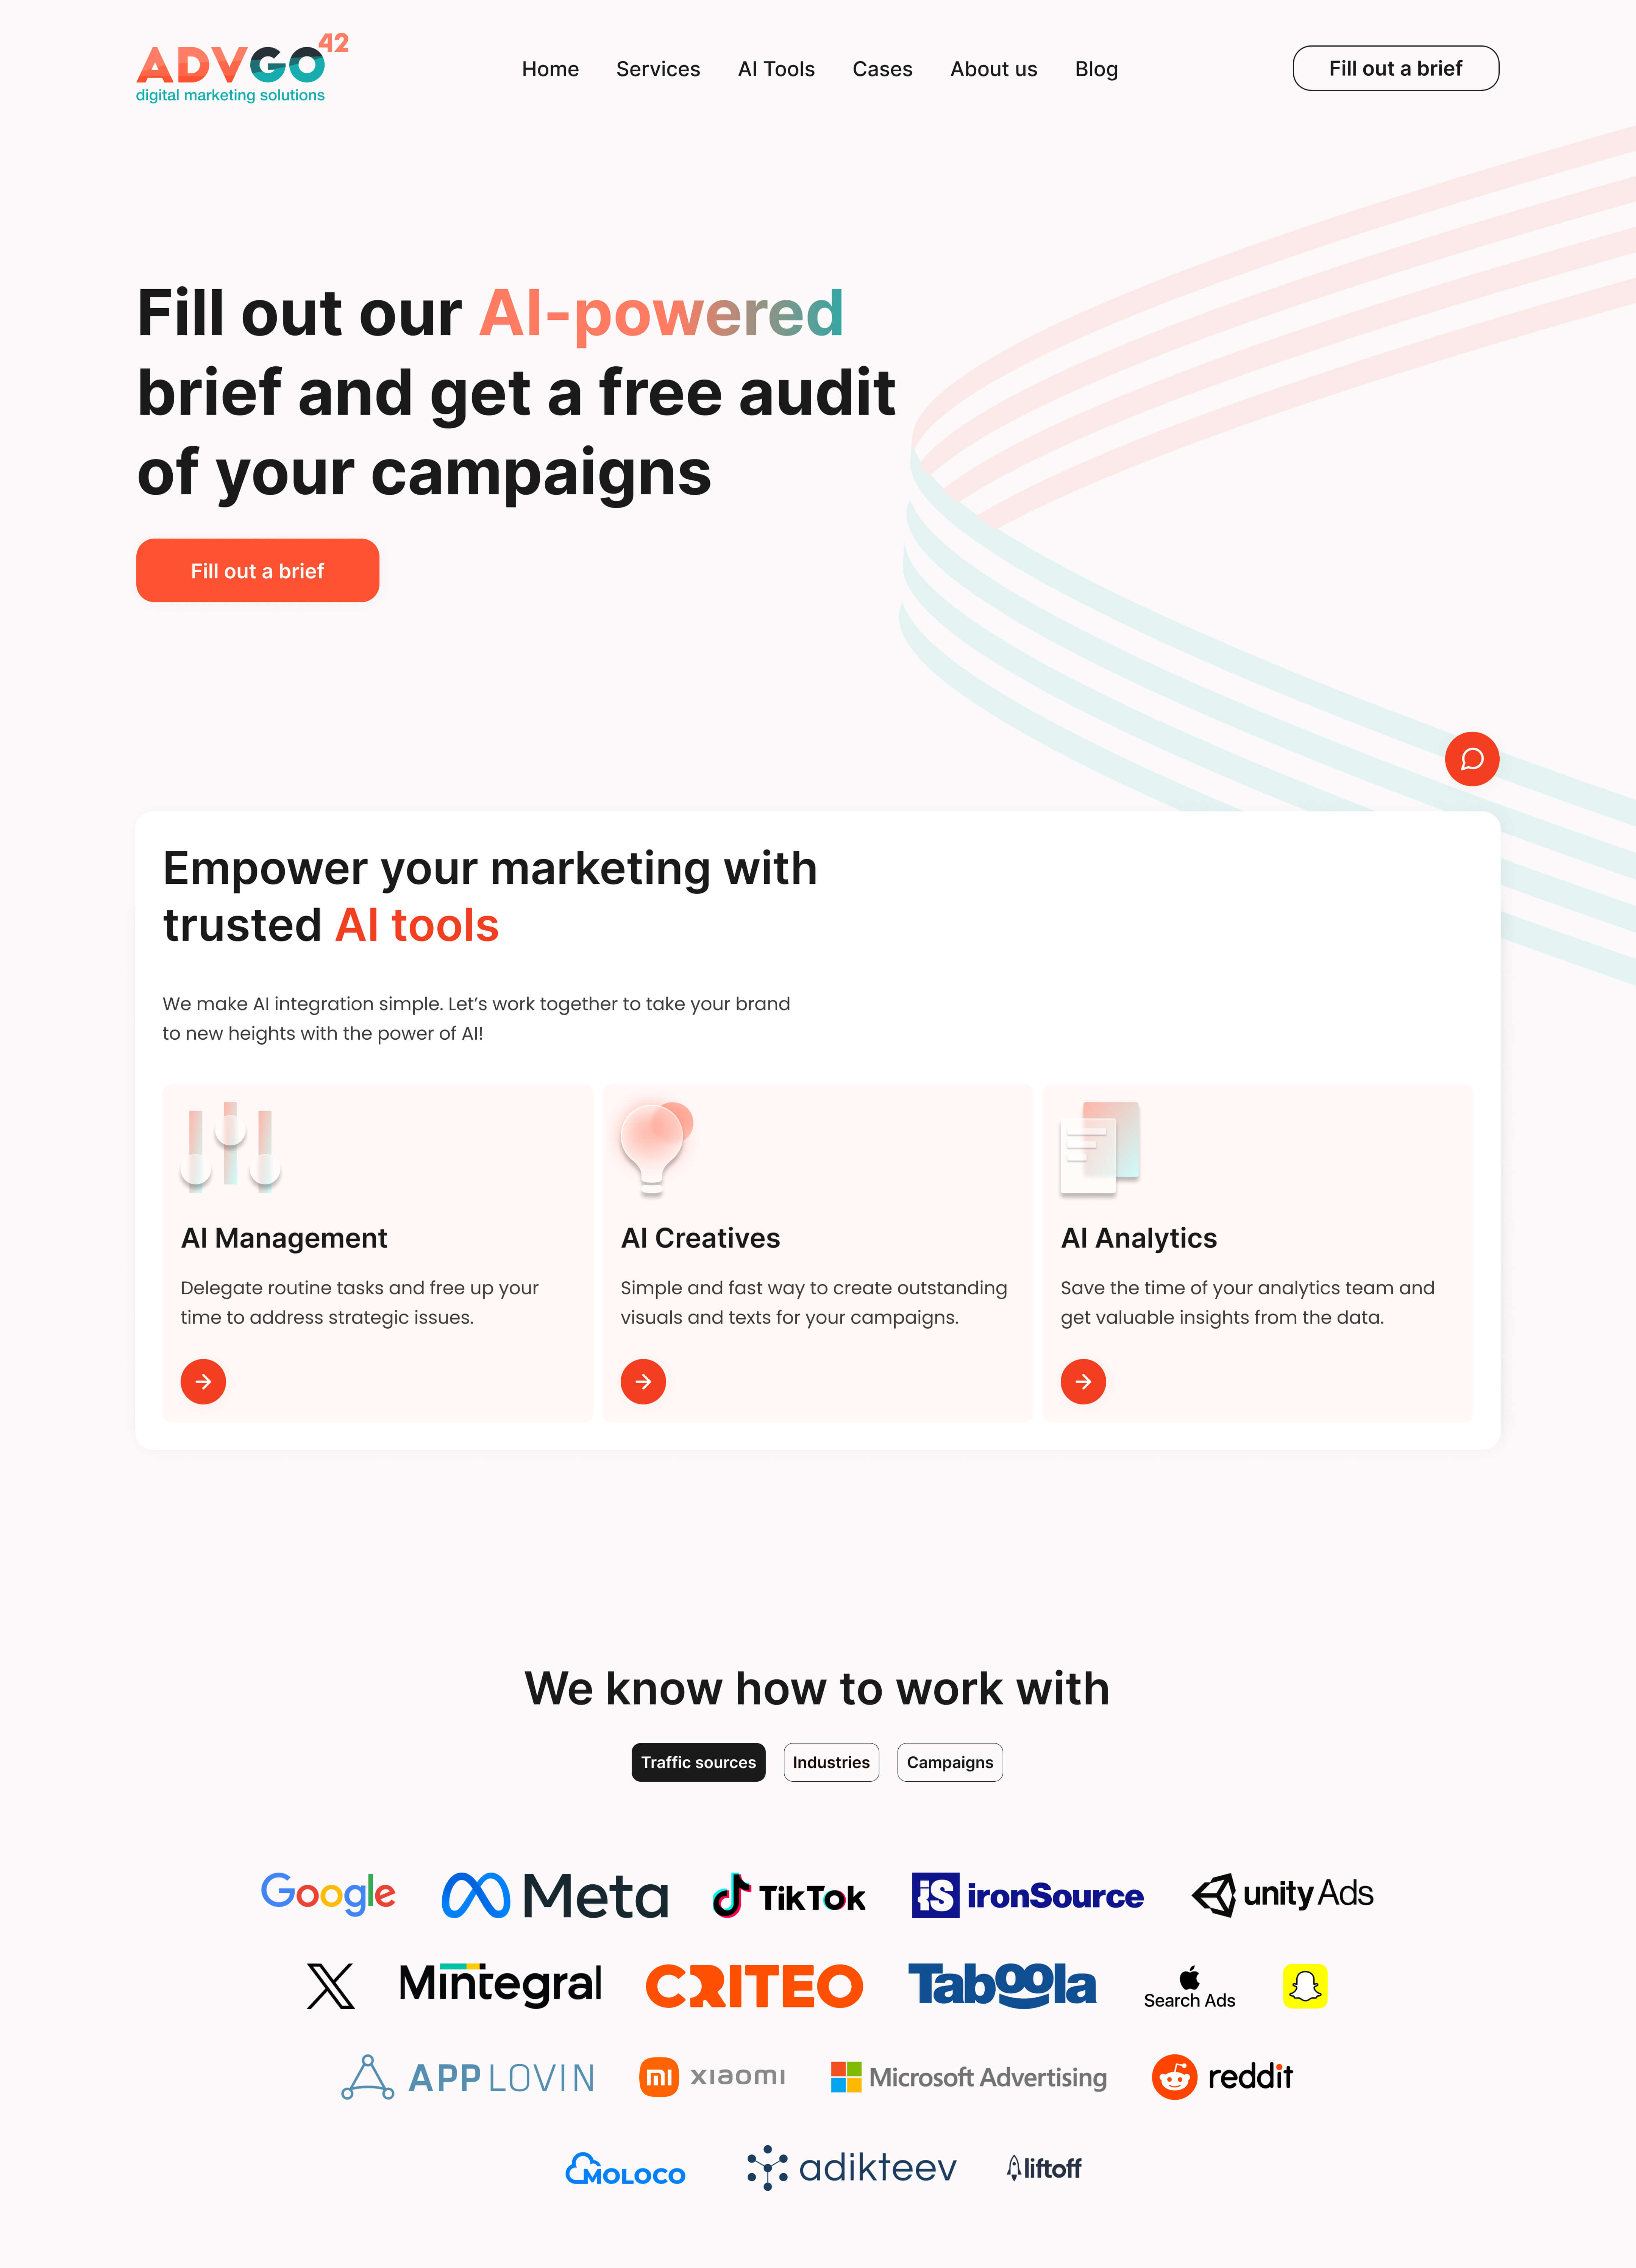 ADVGO42
digital marketing solutions
Home Services AI Tools Cases About us Blog
Fill out a brief
Fill out our AI-powered
brief and get a free audit
of your campaigns
Fill out a brief
Empower your marketing with
trusted AI tools
We make AI integration simple. Let’s work together to take your brand
to new heights with the power of AI!
AI Management
Delegate routine tasks and free up your
time to address strategic issues.
AI Creatives
Simple and fast way to create outstanding
visuals and texts for your campaigns.
AI Analytics
Save the time of your analytics team and
get valuable insights from the data.
We know how to work with
Traffic sources Industries Campaigns
Google Meta TikTok iS ironSource unityAds
X Mintegral CRITEO Taboola Search Ads
APPLOVIN mi xiaomi Microsoft Advertising reddit
MOLOCO adikteev liftoff